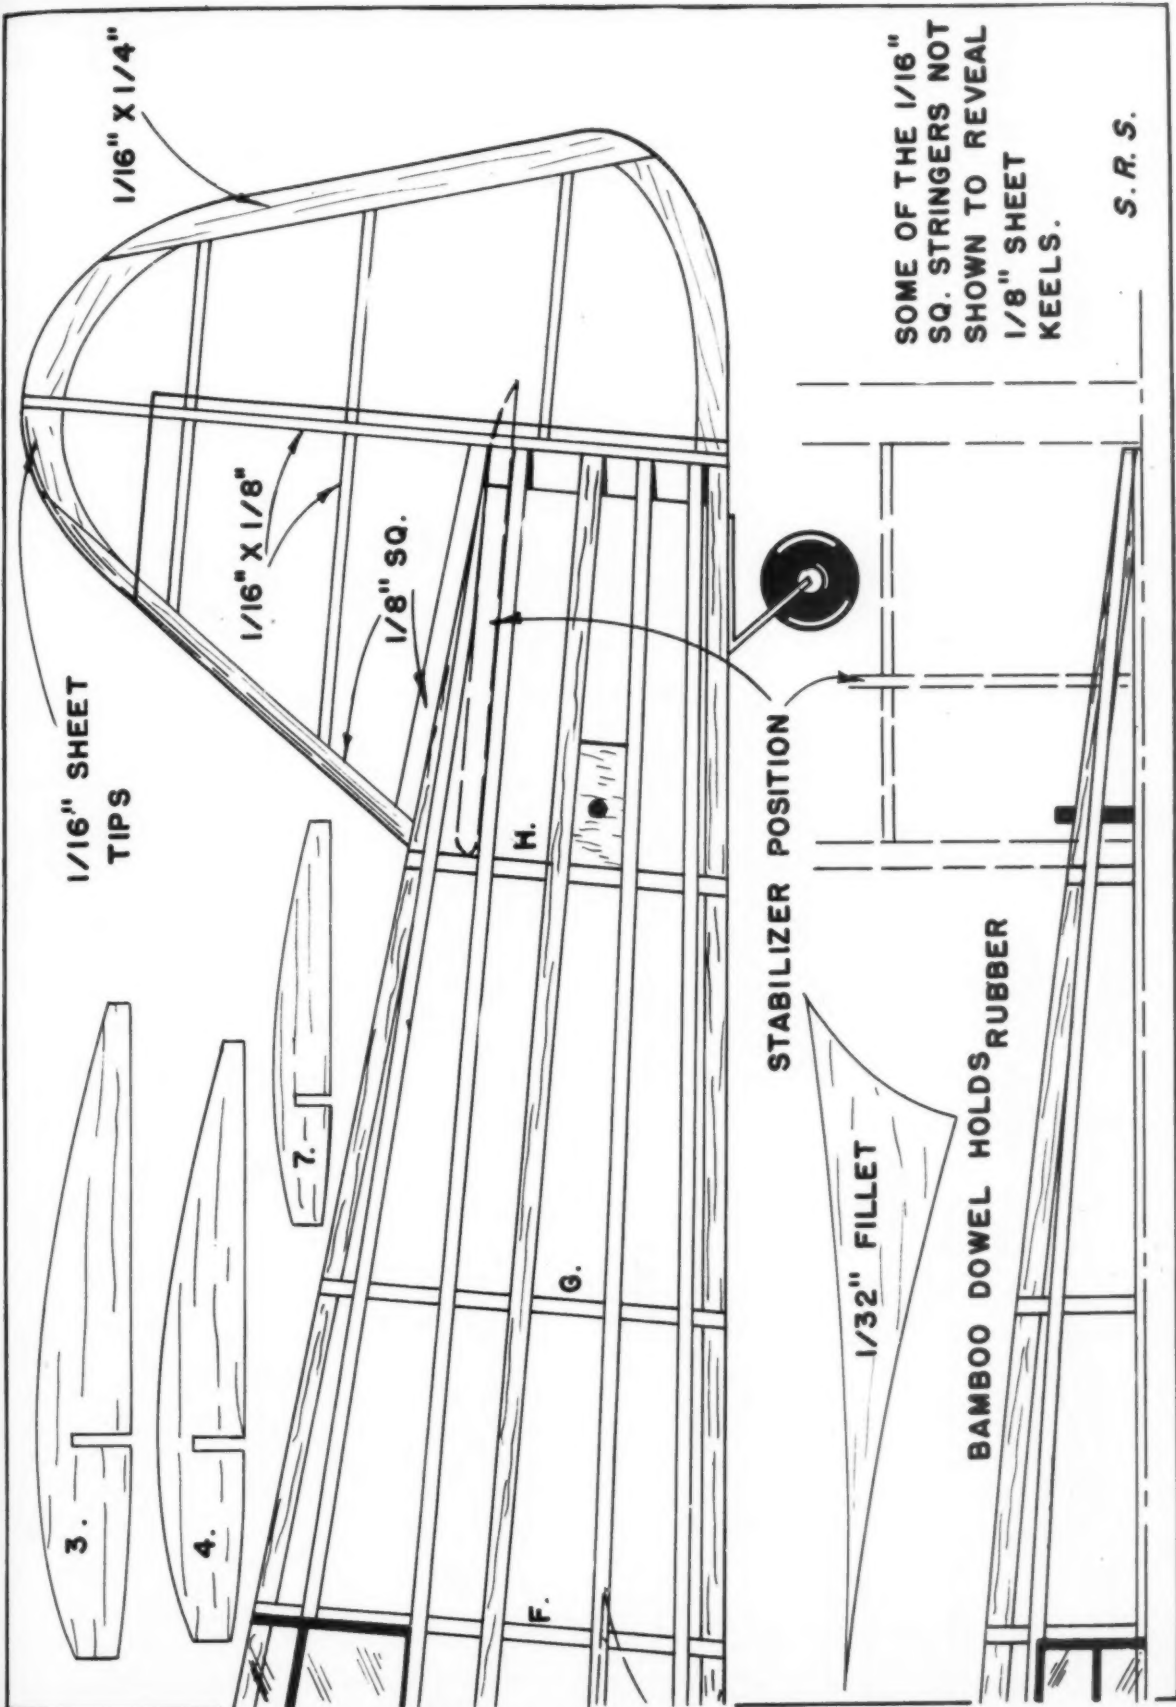 1/16" SHEET
TIPS
1/16" X 1/4"
1/16" X 1/8"
1/8" SQ.
3.
4.
7.
F.
G.
H.
STABILIZER POSITION
1/32" FILLET
BAMBOO DOWEL HOLDS
RUBBER
SOME OF THE 1/16"
SQ. STRINGERS NOT
SHOWN TO REVEAL
1/8" SHEET
KEELS.
S.R.S.